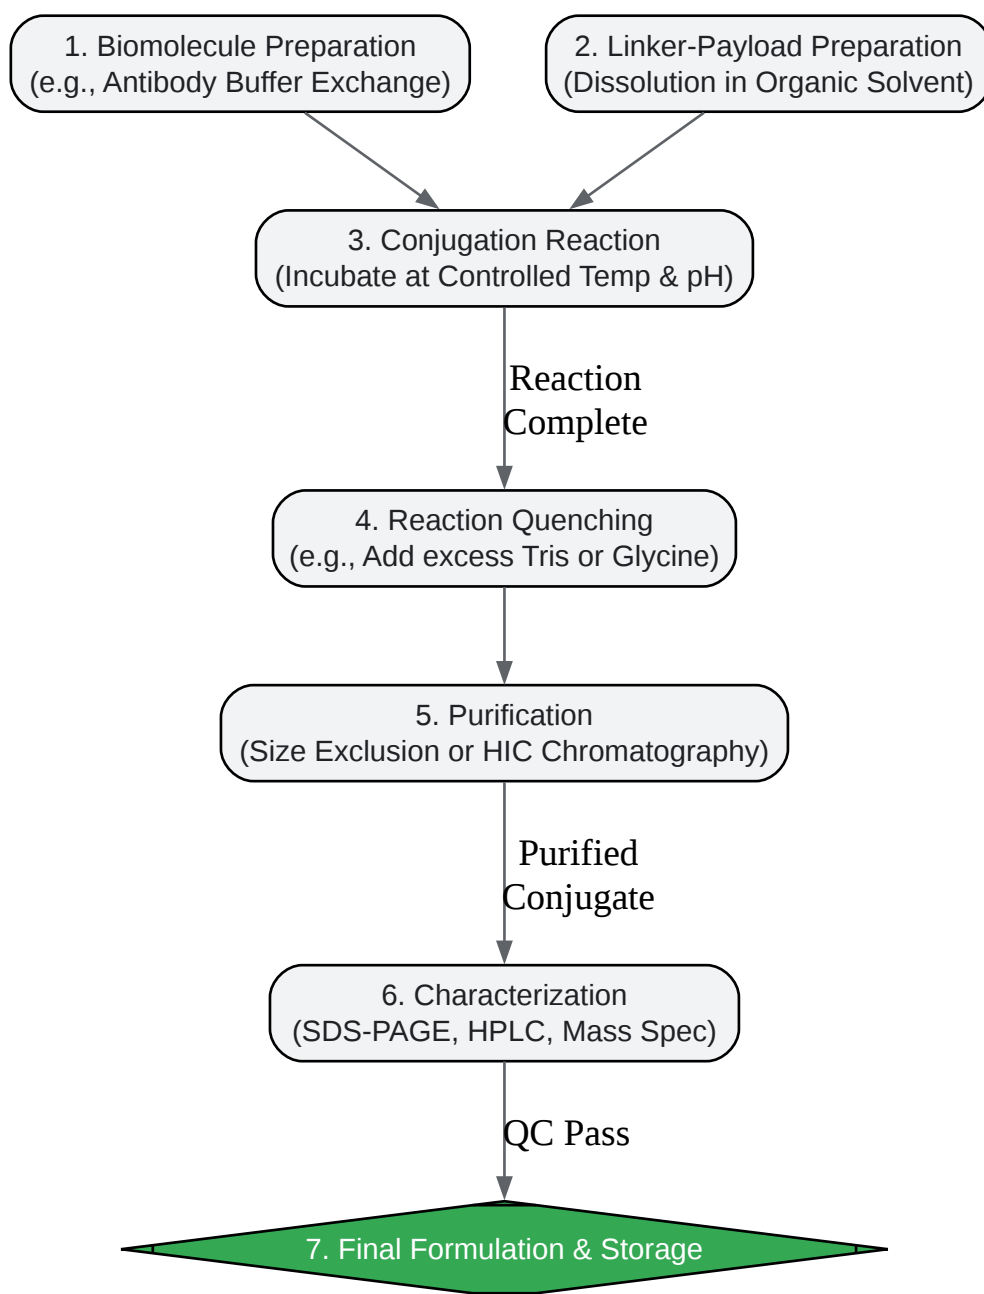 1. Biomolecule Preparation
(e.g., Antibody Buffer Exchange)
2. Linker-Payload Preparation
(Dissolution in Organic Solvent)
3. Conjugation Reaction
(Incubate at Controlled Temp & pH)
Reaction
Complete
4. Reaction Quenching
(e.g., Add excess Tris or Glycine)
5. Purification
(Size Exclusion or HIC Chromatography)
Purified
Conjugate
6. Characterization
(SDS-PAGE, HPLC, Mass Spec)
QC Pass
7. Final Formulation & Storage